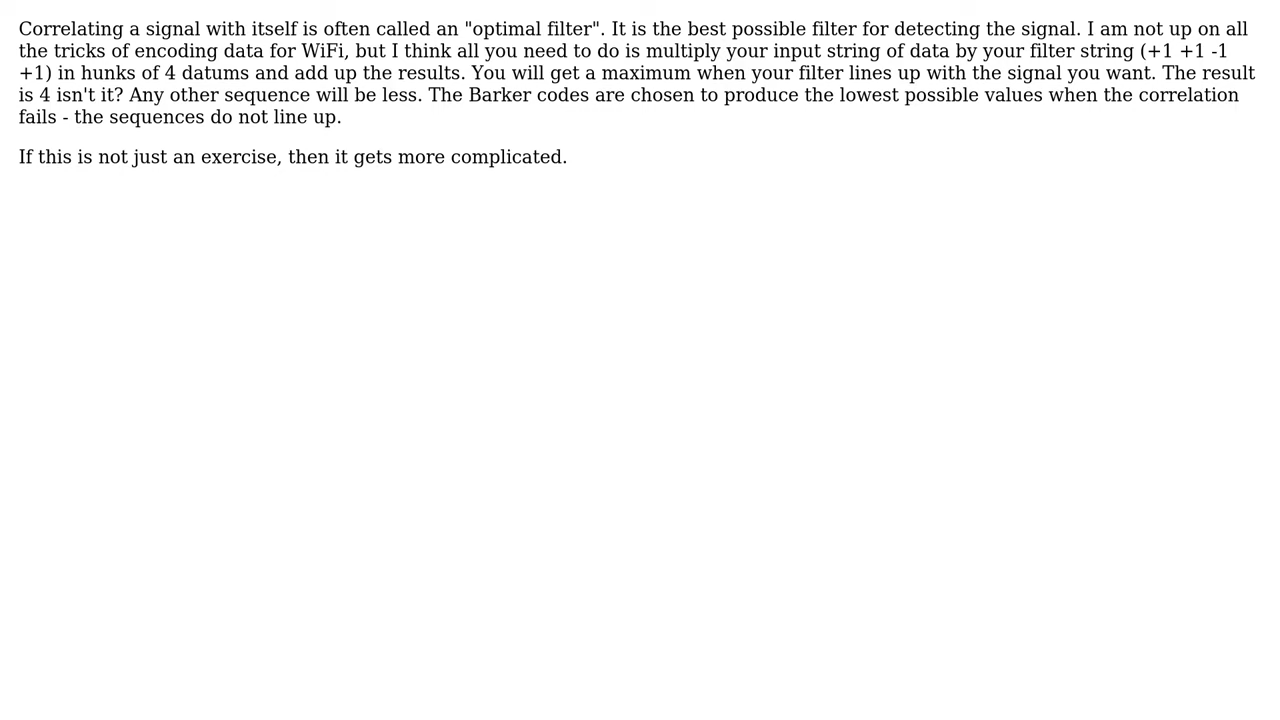 Correlating a signal with itself is often called an "optimal filter". It is the best possible filter for detecting the signal. I am not up on all
the tricks of encoding data for WiFi, but I think all you need to do is multiply your input string of data by your filter string (+1 +1 -1
+1) in hunks of 4 datums and add up the results. You will get a maximum when your filter lines up with the signal you want. The result
is 4 isn't it? Any other sequence will be less. The Barker codes are chosen to produce the lowest possible values when the correlation
fails - the sequences do not line up.
If this is not just an exercise, then it gets more complicated.